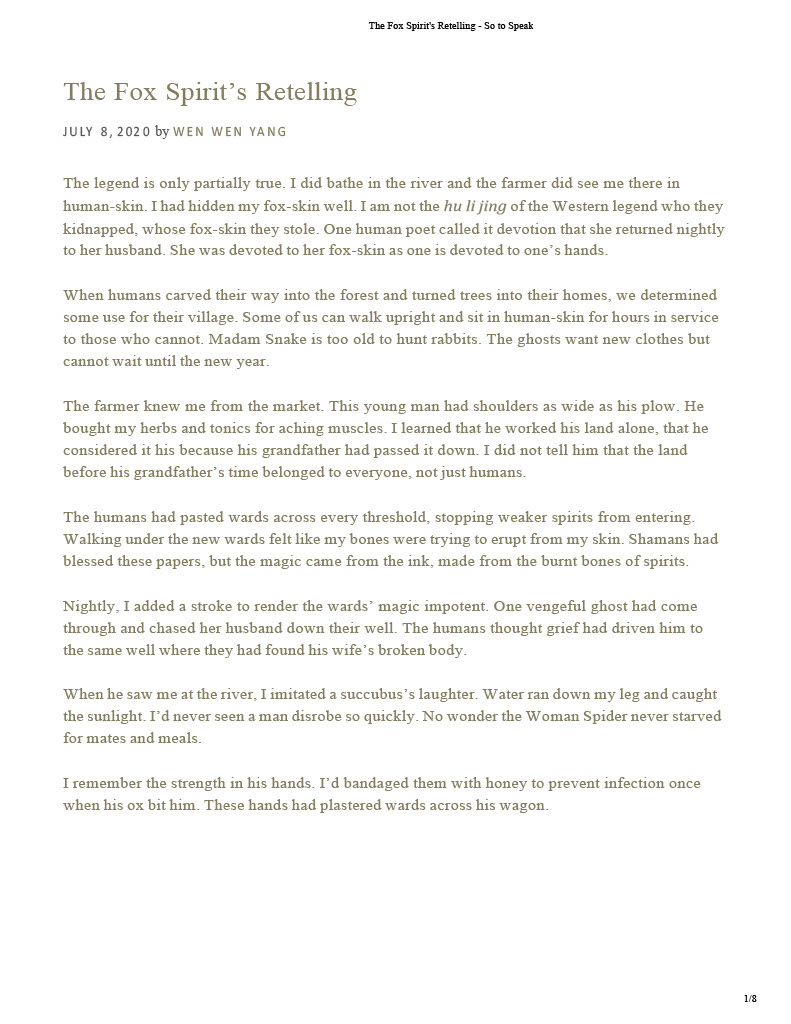 The Fox Spirit's Retelling - So to Speak
The Fox Spirit’s Retelling
JULY 8, 2020 by WEN WEN YANG
The legend is only partially true. I did bathe in the river and the farmer did see me there in
human-skin. I had hidden my fox-skin well. I am not the hu li jing of the Western legend who they
kidnapped, whose fox-skin they stole. One human poet called it devotion that she returned nightly
to her husband. She was devoted to her fox-skin as one is devoted to one’s hands.
When humans carved their way into the forest and turned trees into their homes, we determined
some use for their village. Some of us can walk upright and sit in human-skin for hours in service
to those who cannot. Madam Snake is too old to hunt rabbits. The ghosts want new clothes but
cannot wait until the new year.
The farmer knew me from the market. This young man had shoulders as wide as his plow. He
bought my herbs and tonics for aching muscles. I learned that he worked his land alone, that he
considered it his because his grandfather had passed it down. I did not tell him that the land
before his grandfather’s time belonged to everyone, not just humans.
The humans had pasted wards across every threshold, stopping weaker spirits from entering.
Walking under the new wards felt like my bones were trying to erupt from my skin. Shamans had
blessed these papers, but the magic came from the ink, made from the burnt bones of spirits.
Nightly, I added a stroke to render the wards’ magic impotent. One vengeful ghost had come
through and chased her husband down their well. The humans thought grief had driven him to
the same well where they had found his wife’s broken body.
When he saw me at the river, I imitated a succubus’s laughter. Water ran down my leg and caught
the sunlight. I’d never seen a man disrobe so quickly. No wonder the Woman Spider never starved
for mates and meals.
I remember the strength in his hands. I’d bandaged them with honey to prevent infection once
when his ox bit him. These hands had plastered wards across his wagon.
1/8